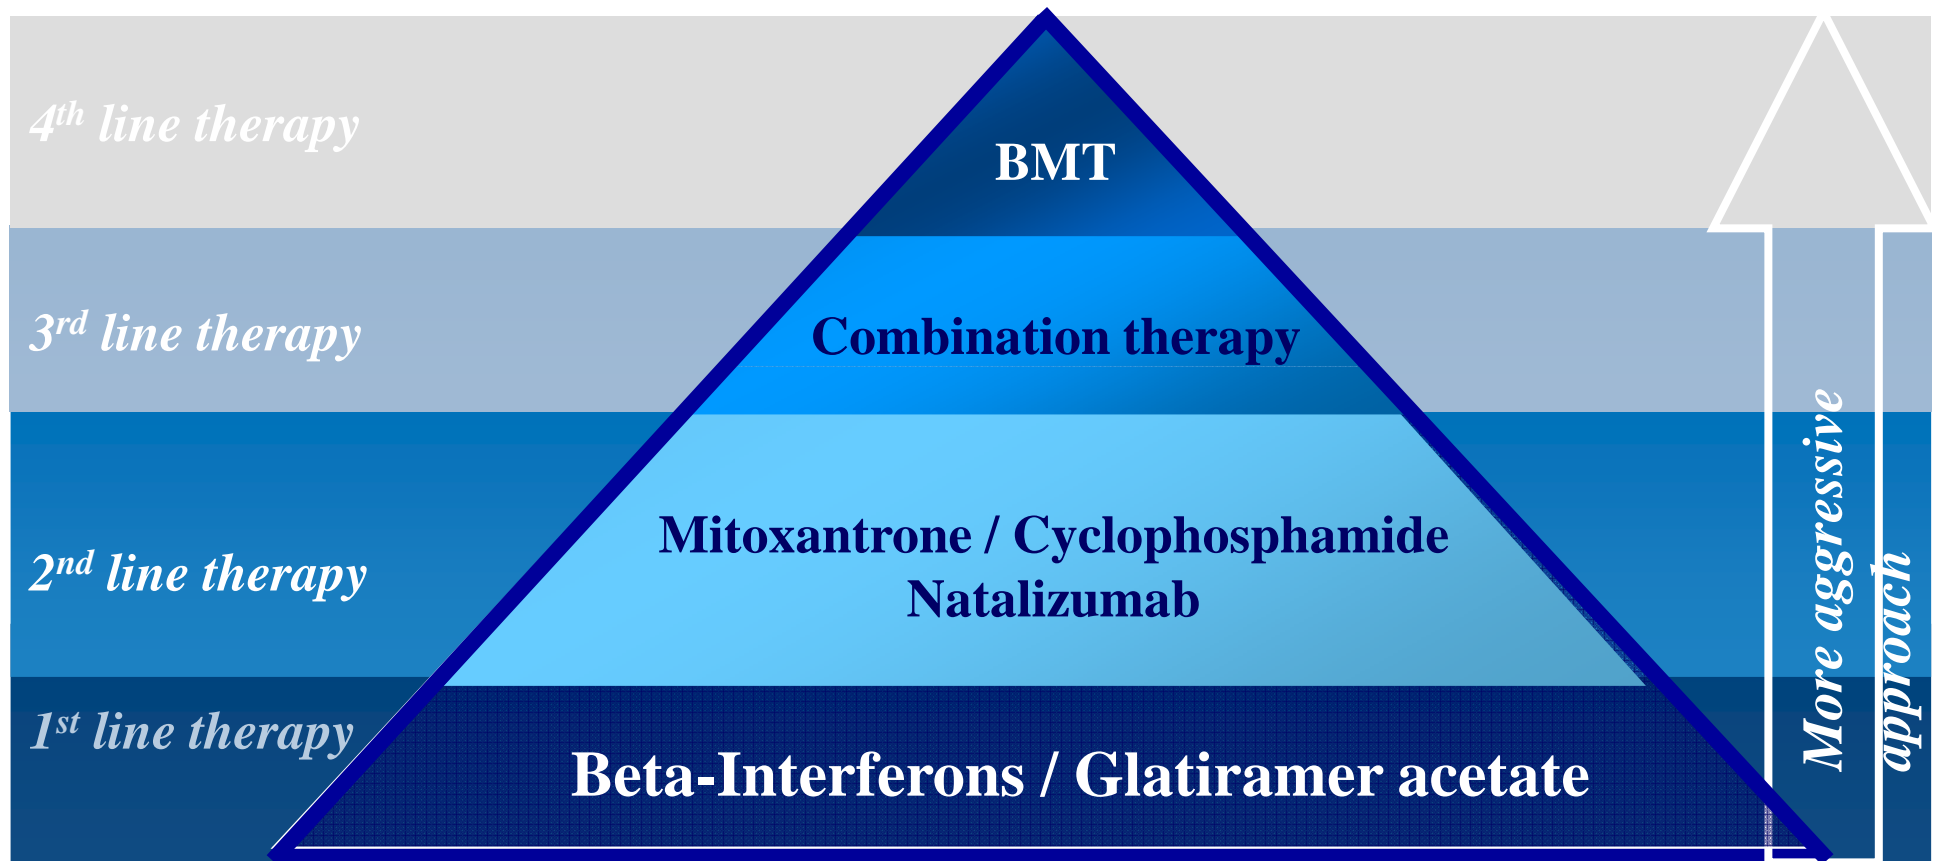 4th line therapy
BMT
3rd line therapy
Combination therapy
2nd line therapy
Mitoxantrone / Cyclophosphamide
Natalizumab
1st line therapy
Beta-Interferons / Glatiramer acetate
More aggressive
approach